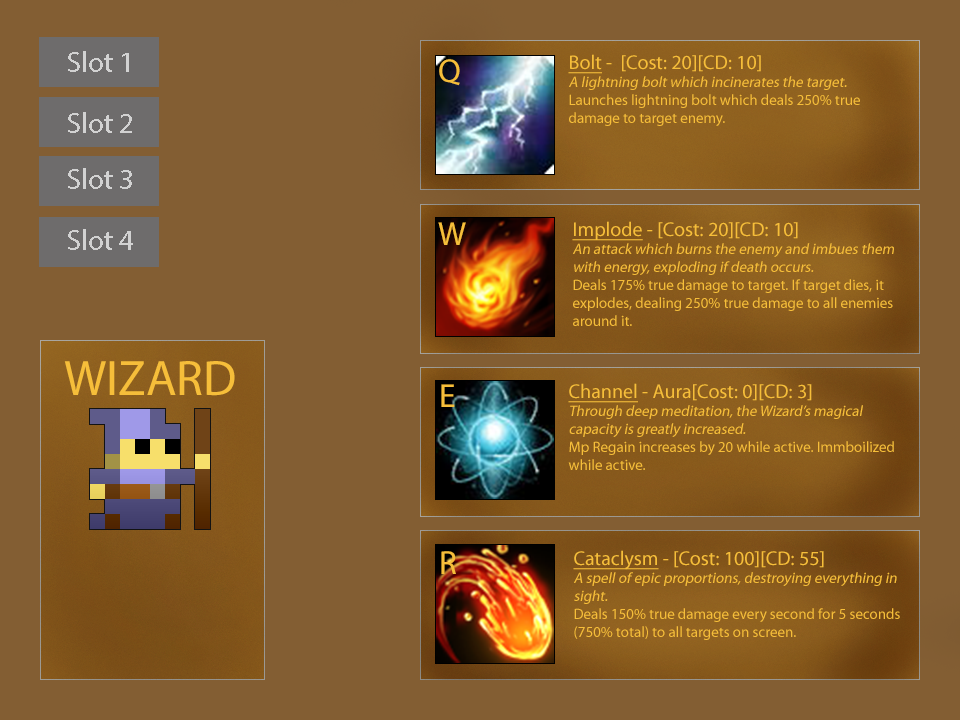 Slot 1
Slot 2
Slot 3
Slot 4
WIZARD
Q
Bolt - [Cost: 20][CD: 10]
A lightning bolt which incinerates the target.
Launches lightning bolt which deals 250% true
damage to target enemy.
W
Implode - [Cost: 20][CD: 10]
An attack which burns the enemy and imbues them
with energy, exploding if death occurs.
Deals 175% true damage to target. If target dies, it
explodes, dealing 250% true damage to all enemies
around it.
E
Channel - Aura[Cost: 0][CD: 3]
Through deep meditation, the Wizard's magical
capacity is greatly increased.
Mp Regain increases by 20 while active. Immboilized
while active.
R
Cataclysm - [Cost: 100][CD: 55]
A spell of epic proportions, destroying everything in
sight.
Deals 150% true damage every second for 5 seconds
(750% total) to all targets on screen.